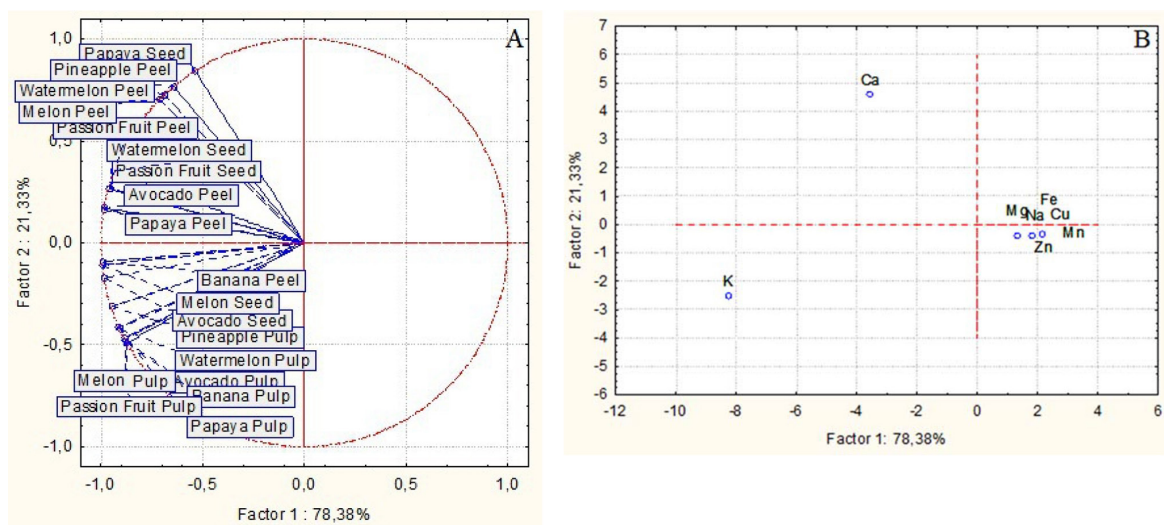 A
1,0
Papaya Seed
Pineapple Peel
Watermelon Peel
Melon Peel
Passion Fruit Peel
Watermelon Seed
Passion Fruit Seed
Avocado Peel
Papaya Peel
0,0
Banana Peel
Melon Seed
Avocado Seed
Pineapple Pulp
-0,5
Watermelon Pulp
Melon Pulp
Avocado Pulp
Banana Pulp
Passion Fruit Pulp
Papaya Pulp
-1,0
-1,0 -0,5 0,0 0,5 1,0
Factor 1 : 78,38%
Factor 2 : 21,33%
B
7
6
5
4
3
2
1
0
-1
-2
-3
-4
-5
-6
Ca
Fe
Mg Na Cu
Mn
Zn
K
-12 -10 -8 -6 -4 -2 0 2 4 6
Factor 1: 78,38%
Factor 2: 21,33%